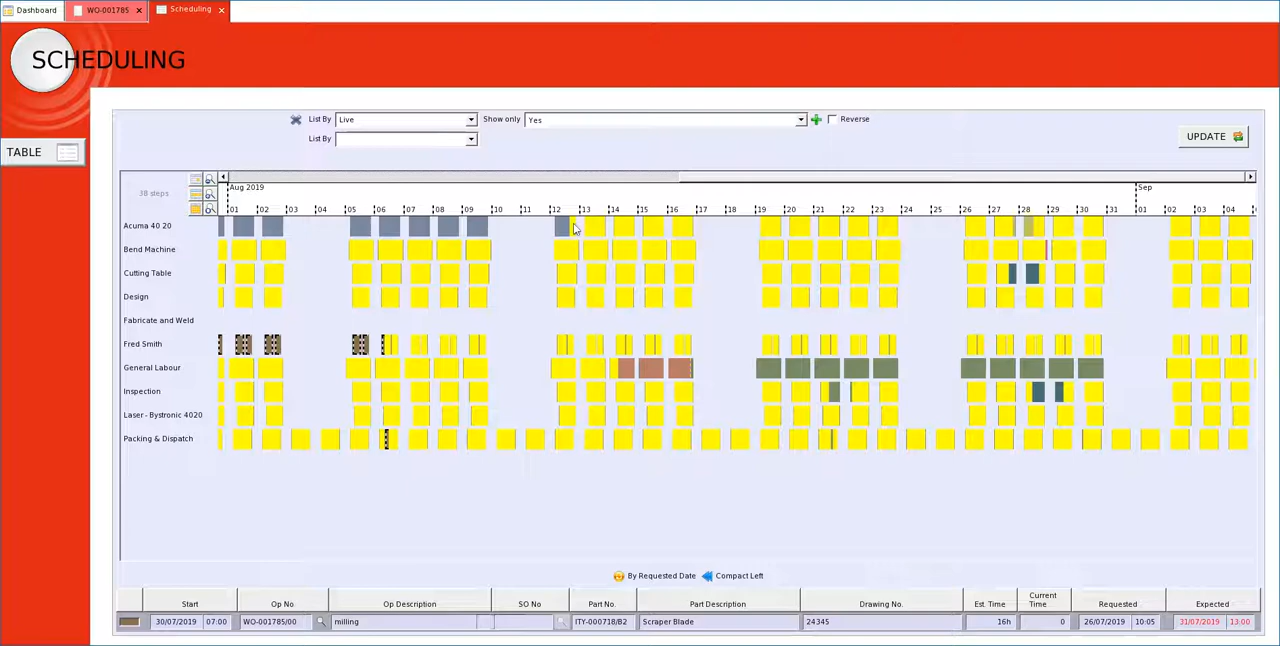 Dashboard WO-001785 Scheduling
SCHEDULING
List By Live Show only Yes Reverse
List By
UPDATE
TABLE
38 steps
Aug 2019 Sep
01 02 03 04 05 06 07 08 09 10 11 12 13 14 15 16 17 18 19 20 21 22 23 24 25 26 27 28 29 30 31 01 02 03 04
Acuma 40 20
Bend Machine
Cutting Table
Design
Fabricate and Weld
Fred Smith
General Labour
Inspection
Laser - Bystronic 4020
Packing & Dispatch
By Requested Date Compact Left
Start Op No Op Description SO No Part No. Part Description Drawing No. Est. Time Current Time Requested Expected
30/07/2019 07:00 WO-001785/00 milling ITY-000718/B2 Scraper Blade 24345 16h 0 26/07/2019 10:05 31/07/2019 13:00